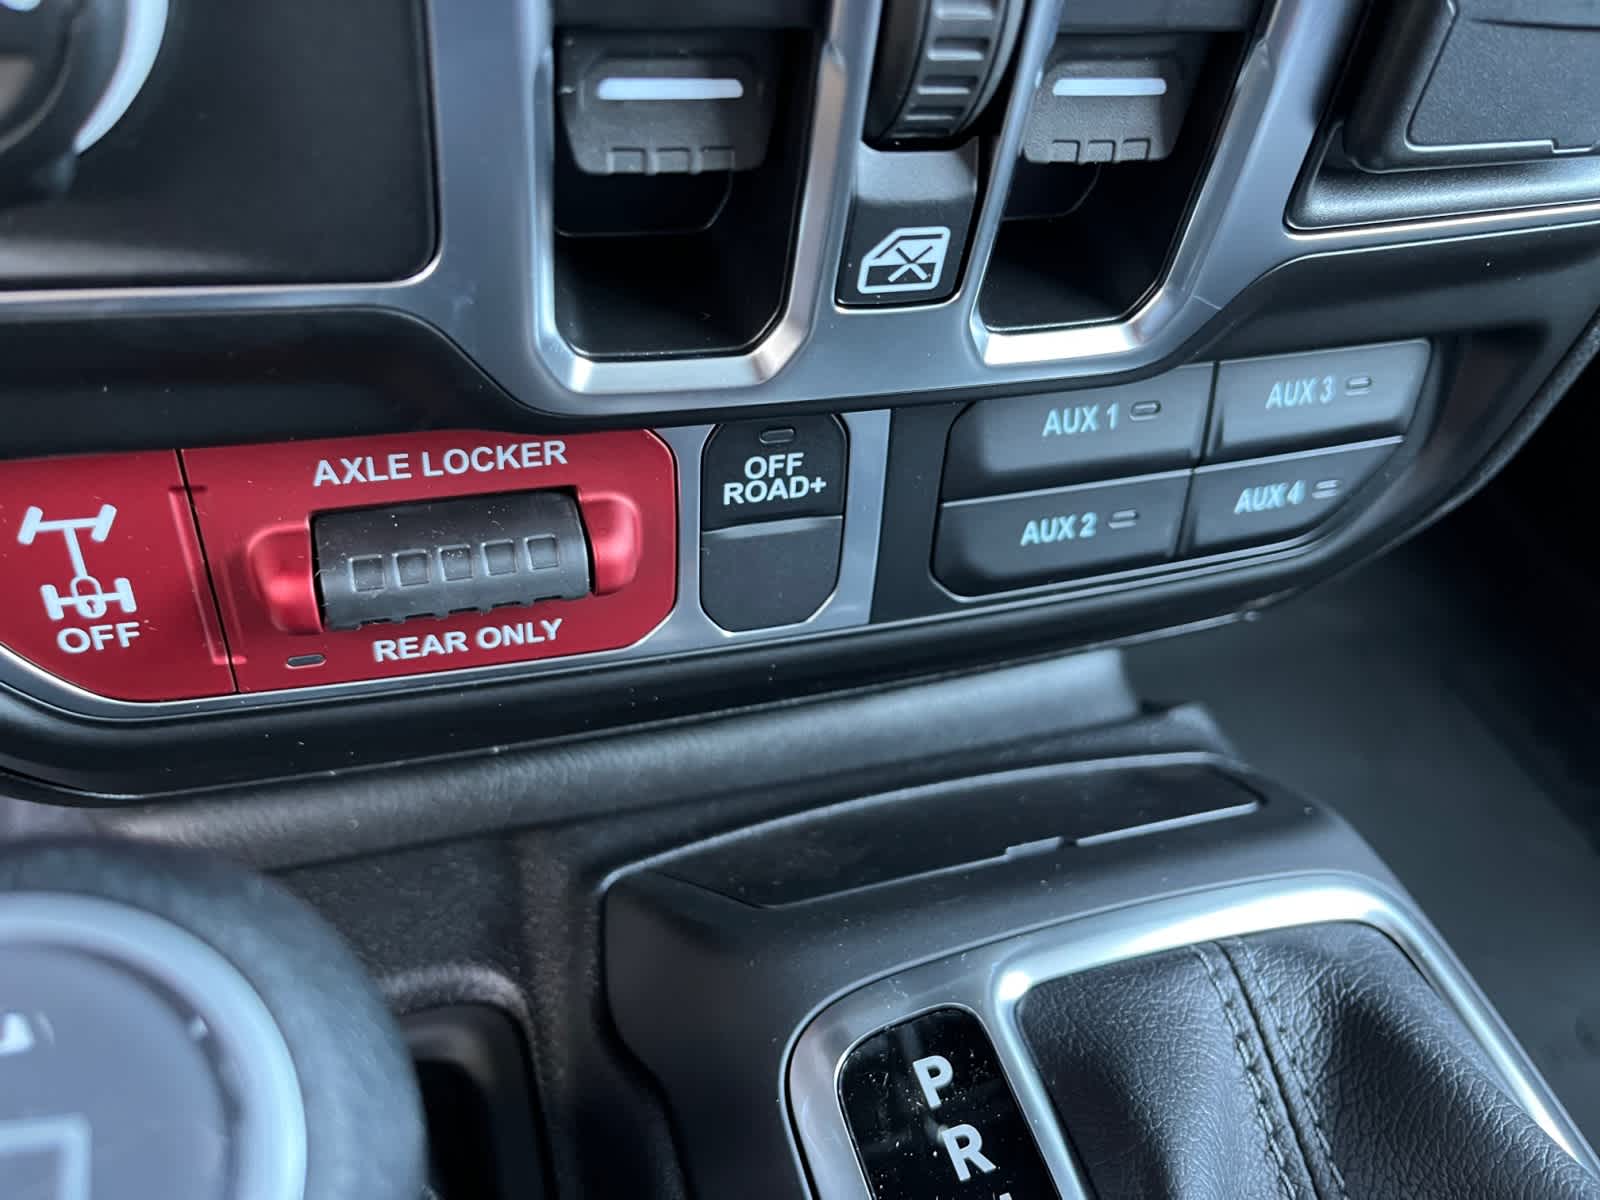 AXLE LOCKER
REAR ONLY
OFF
OFF
ROAD+
AUX 1
AUX 2
AUX 3
AUX 4
P
R